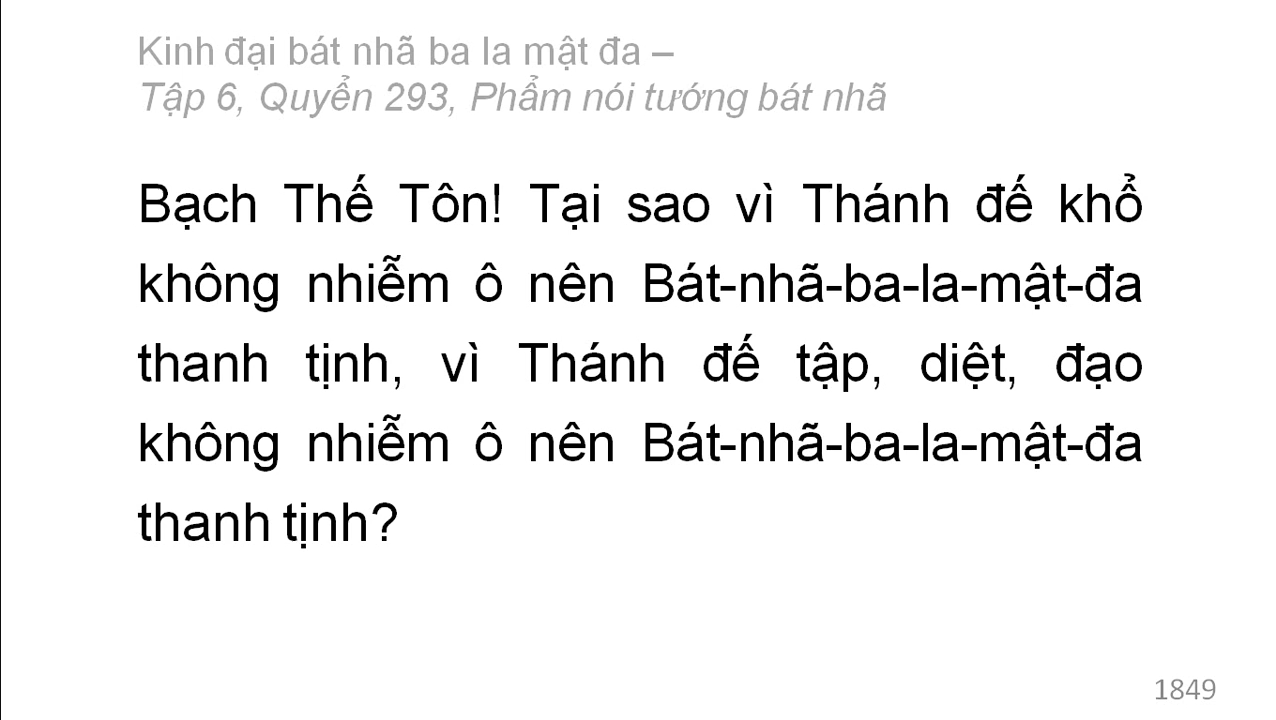 Kinh đại bát nhã ba la mật đa –
Tập 6, Quyển 293, Phẩm nói tướng bát nhã
Bạch Thế Tôn! Tại sao vì Thánh đế khổ
không nhiễm ô nên Bát-nhã-ba-la-mật-đa
thanh tịnh, vì Thánh đế tập, diệt, đạo
không nhiễm ô nên Bát-nhã-ba-la-mật-đa
thanh tịnh?
1849